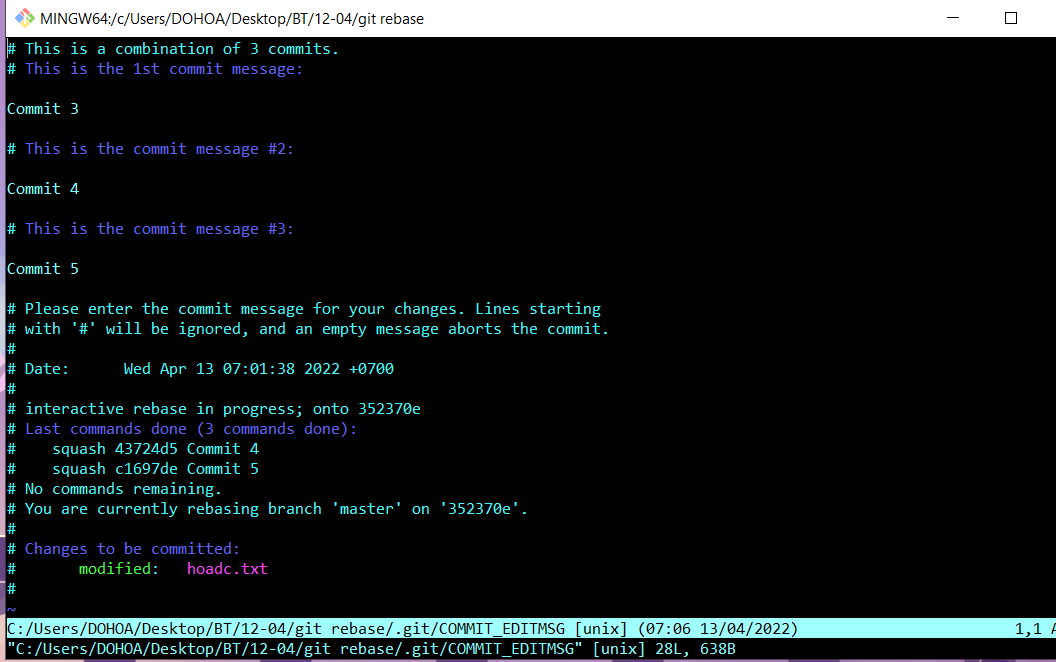 MINGW64:/c/Users/DOHOA/Desktop/BT/12-04/git rebase
# This is a combination of 3 commits.
# This is the 1st commit message:
Commit 3
# This is the commit message #2:
Commit 4
# This is the commit message #3:
Commit 5
# Please enter the commit message for your changes. Lines starting
# with '#' will be ignored, and an empty message aborts the commit.
#
# Date:      Wed Apr 13 07:01:38 2022 +0700
#
# interactive rebase in progress; onto 352370e
# Last commands done (3 commands done):
#    squash 43724d5 Commit 4
#    squash c1697de Commit 5
# No commands remaining.
# You are currently rebasing branch 'master' on '352370e'.
#
# Changes to be committed:
#       modified:   hoadc.txt
#
~
C:/Users/DOHOA/Desktop/BT/12-04/git rebase/.git/COMMIT_EDITMSG [unix] (07:06 13/04/2022) 1,1
"C:/Users/DOHOA/Desktop/BT/12-04/git rebase/.git/COMMIT_EDITMSG" [unix] 28L, 638B